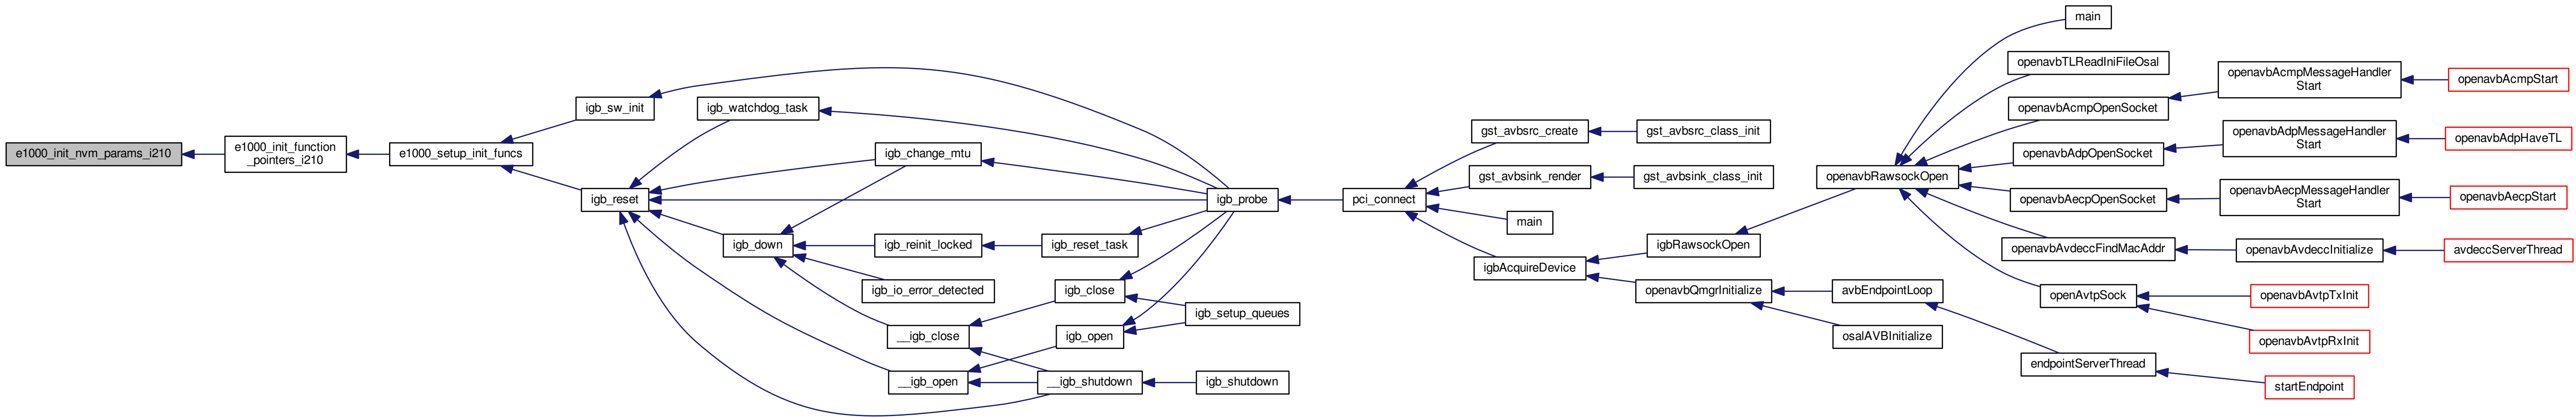 e1000_init_nvm_params_i210
e1000_init_function
_pointers_i210
e1000_setup_init_funcs
igb_sw_init
igb_reset
igb_watchdog_task
igb_change_mtu
igb_down
igb_reinit_locked
igb_reset_task
igb_io_error_detected
igb_close
igb_setup_queues
__igb_close
igb_open
__igb_open
__igb_shutdown
igb_shutdown
igb_probe
pci_connect
gst_avbsrc_create
gst_avbsrc_class_init
gst_avbsink_render
gst_avbsink_class_init
main
igbAcquireDevice
igbRawsockOpen
openavbQmgrInitialize
avbEndpointLoop
osalAVBInitialize
openavbRawsockOpen
main
openavbTLReadIniFileOsal
openavbAcmpOpenSocket
openavbAcmpMessageHandler
Start
openavbAcmpStart
openavbAdpOpenSocket
openavbAdpMessageHandler
Start
openavbAdpHaveTL
openavbAecpOpenSocket
openavbAecpMessageHandler
Start
openavbAecpStart
openavbAvdeccFindMacAddr
openavbAvdeccInitialize
avdeccServerThread
openAvtpSock
openavbAvtpTxInit
openavbAvtpRxInit
endpointServerThread
startEndpoint